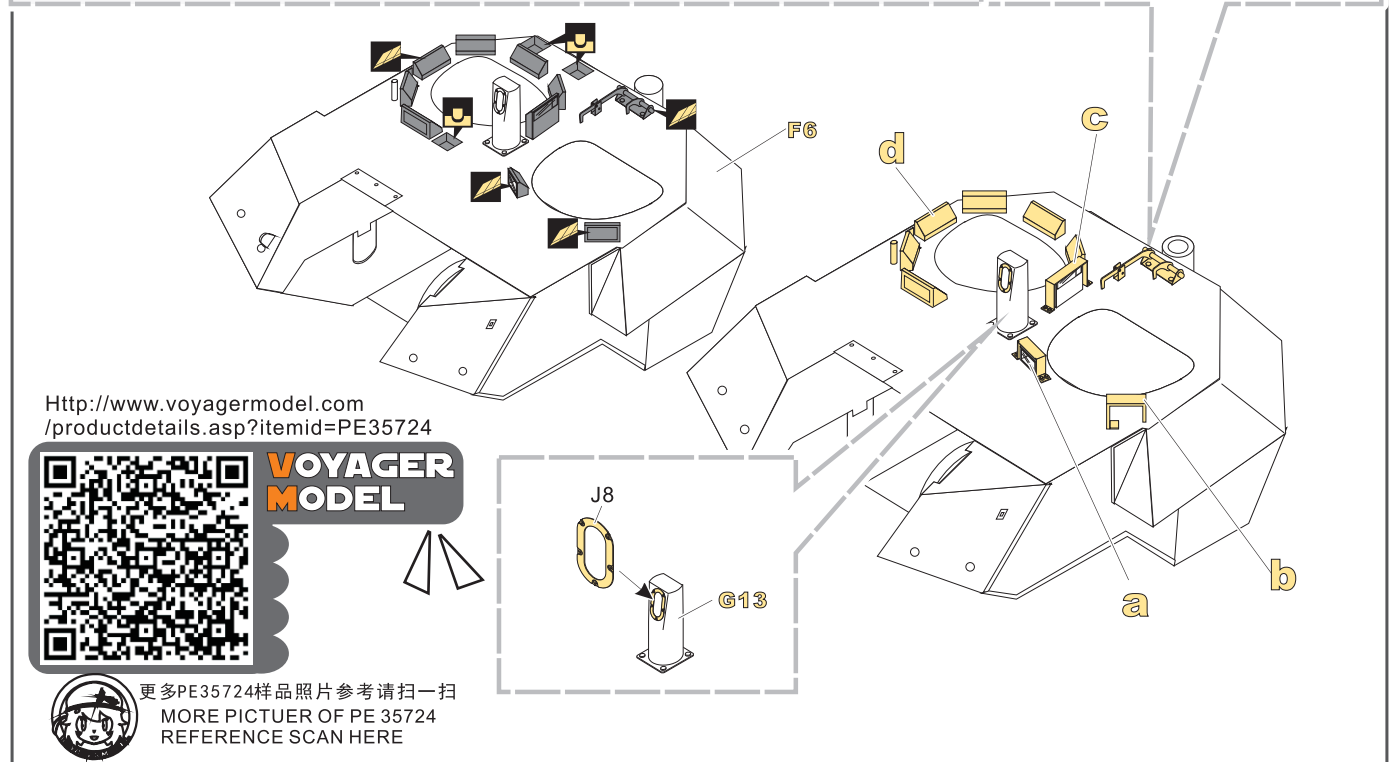 F6
c
d
Http://www.voyagermodel.com
/productdetails.asp?itemid=PE35724
VOYAGER
MODEL
J8
G13
a
b
更多PE35724样品照片参考请扫一扫
MORE PICTUER OF PE 35724
REFERENCE SCAN HERE